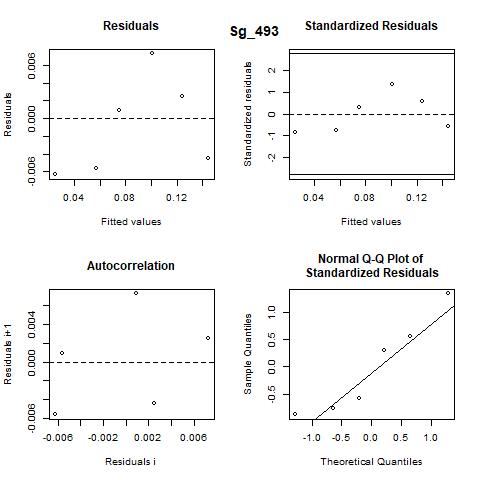 Sg_493
Residuals
Residuals
-0.006
0.000
0.006
0.04
0.08
0.12
Fitted values
Standardized Residuals
Standardized residuals
-2
-1
0
1
2
0.04
0.08
0.12
Fitted values
Autocorrelation
Residuals i+1
-0.006
0.000
0.004
-0.006
-0.002
0.002
0.006
Residuals i
Normal Q-Q Plot of
Standardized Residuals
Sample Quantiles
-0.5
0.0
0.5
1.0
-1.0
-0.5
0.0
0.5
1.0
Theoretical Quantiles